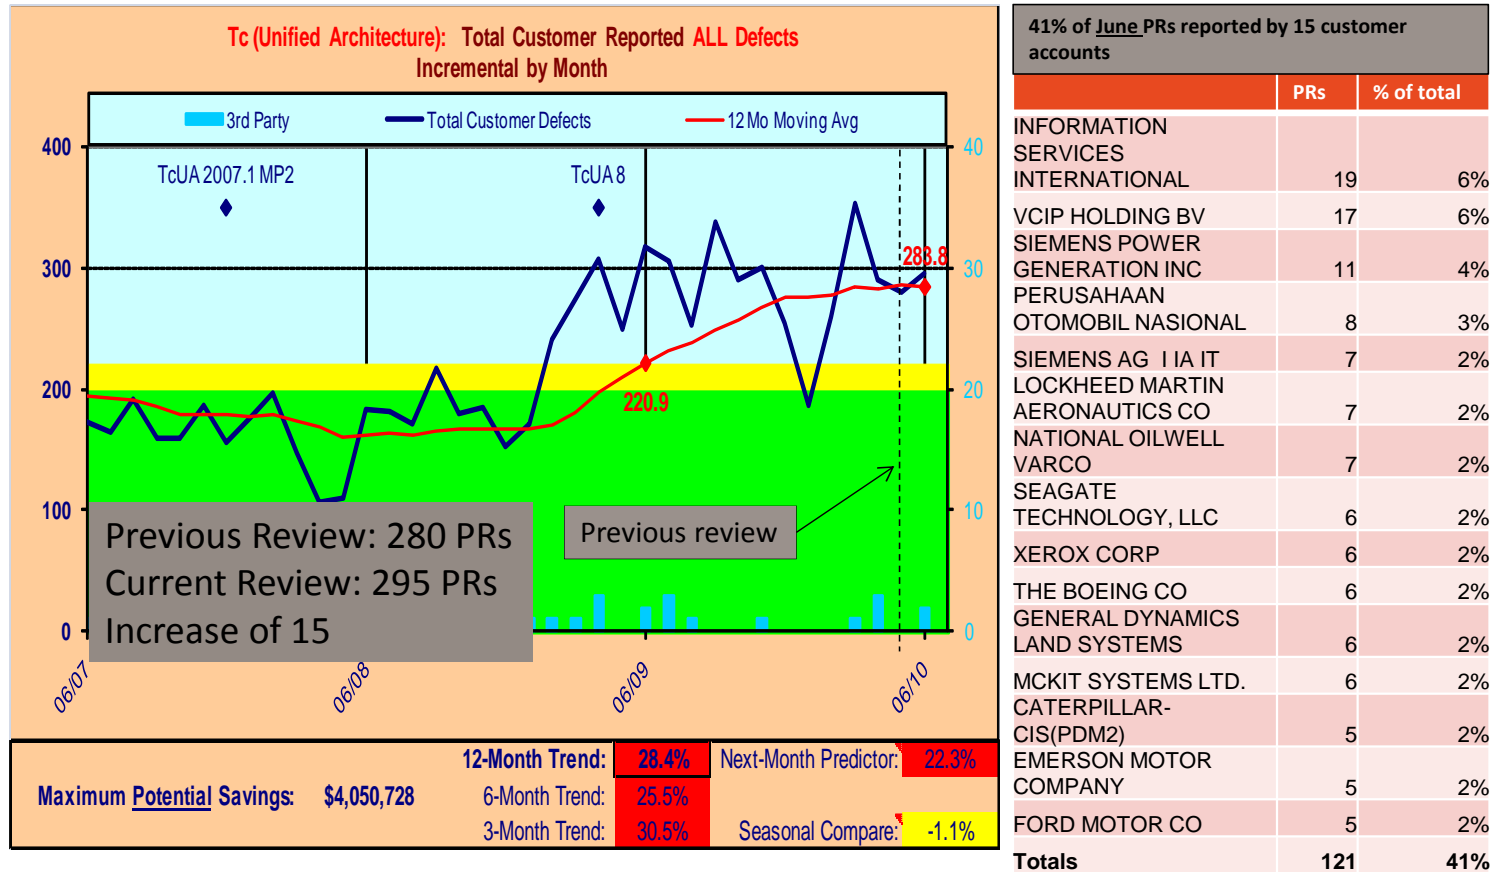 Tc (Unified Architecture): Total Customer Reported ALL Defects
Incremental by Month
3rd Party
Total Customer Defects
12 Mo Moving Avg
400
300
200
100
0
40
30
20
10
0
TcUA 2007.1 MP2
TcUA 8
283.8
220.9
Previous review
Previous Review: 280 PRs
Current Review: 295 PRs
Increase of 15
06/07
06/08
06/09
06/10
12-Month Trend: 28.4% Next-Month Predictor: 22.3%
Maximum Potential Savings: $4,050,728 6-Month Trend: 25.5%
3-Month Trend: 30.5% Seasonal Compare: -1.1%
41% of June PRs reported by 15 customer
accounts
PRs % of total
INFORMATION
SERVICES
INTERNATIONAL 19 6%
VCIP HOLDING BV 17 6%
SIEMENS POWER
GENERATION INC 11 4%
PERUSAHAAN
OTOMOBIL NASIONAL 8 3%
SIEMENS AG I IA IT 7 2%
LOCKHEED MARTIN
AERONAUTICS CO 7 2%
NATIONAL OILWELL
VARCO 7 2%
SEAGATE
TECHNOLOGY, LLC 6 2%
XEROX CORP 6 2%
THE BOEING CO 6 2%
GENERAL DYNAMICS
LAND SYSTEMS 6 2%
MCKIT SYSTEMS LTD. 6 2%
CATERPILLAR-
CIS(PDM2) 5 2%
EMERSON MOTOR
COMPANY 5 2%
FORD MOTOR CO 5 2%
Totals 121 41%